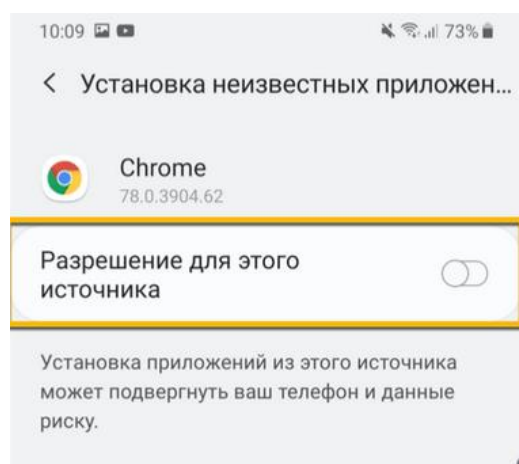 10:09 73%
< Установка неизвестных приложен...
Chrome
78.0.3904.62
Разрешение для этого
источника
Установка приложений из этого источника
может подвергнуть ваш телефон и данные
риску.